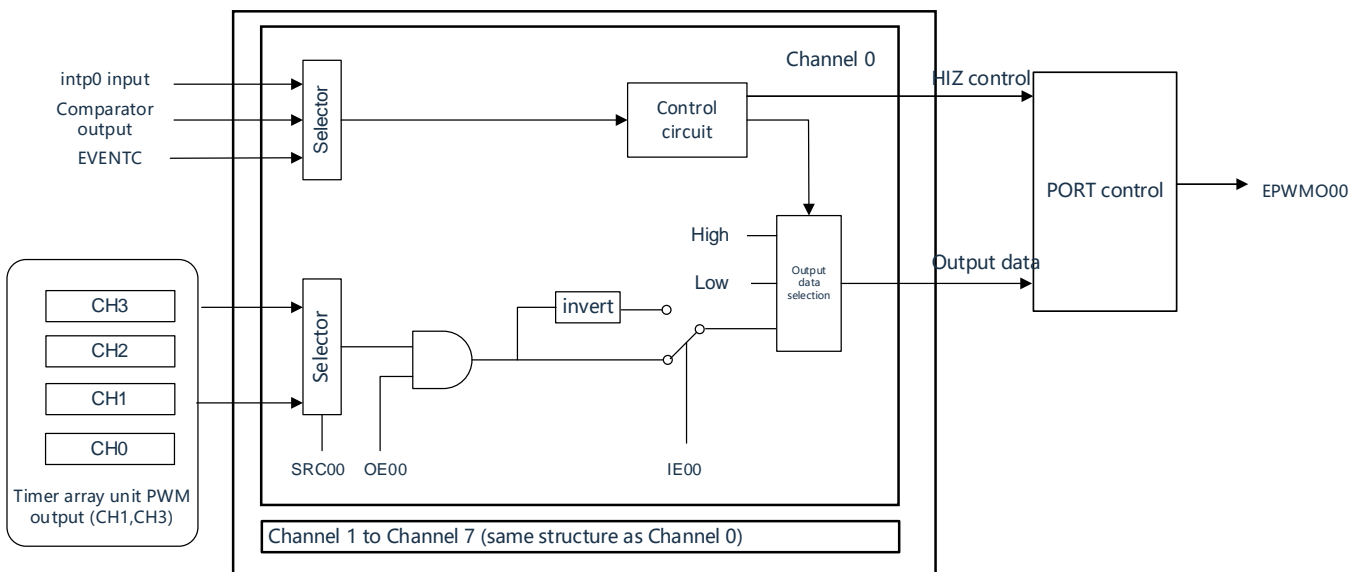 Channel 0
intp0 input
Comparator
output
EVENTC
Selector
Control
circuit
HIZ control
PORT control
EPWMO00
High
Low
Output
data
selection
Output data
CH3
CH2
CH1
CH0
Timer array unit PWM
output (CH1,CH3)
Selector
invert
SRC00
OE00
IE00
Channel 1 to Channel 7 (same structure as Channel 0)